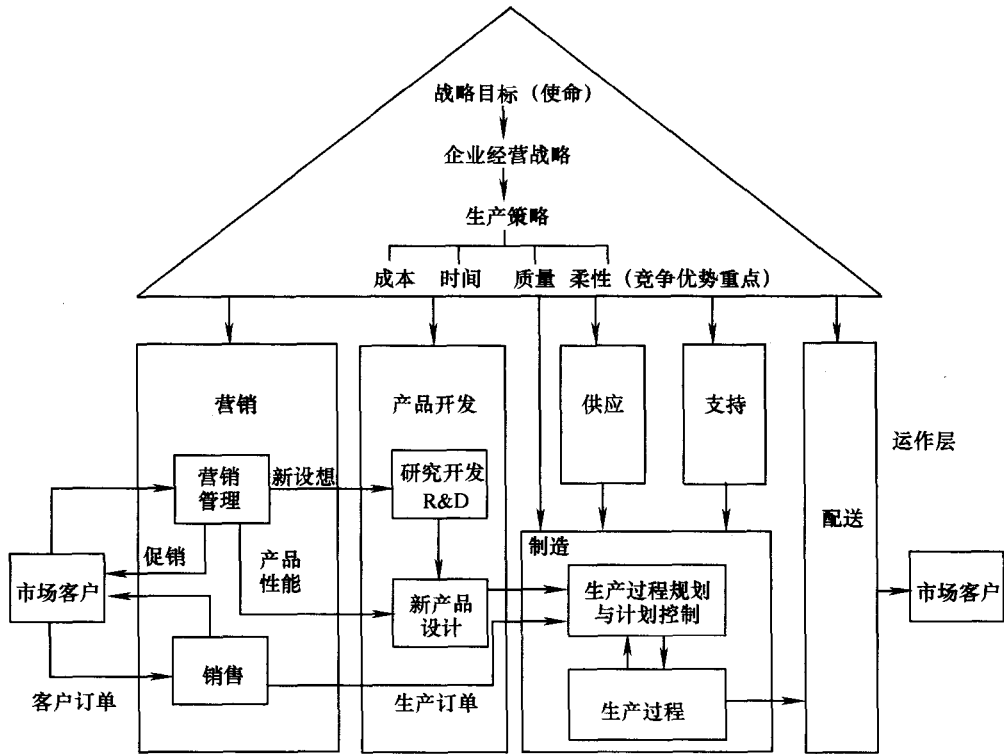 战略目标（使命）
企业经营战略
生产策略
成本 时间 质量 柔性（竞争优势重点）
营销
产品开发
供应
支持
运作层
营销
管理
新设想
研究开发
R&D
配送
制造
促销
产品
性能
市场客户
新产品
设计
生产过程规划
与计划控制
市场客户
销售
客户订单
生产订单
生产过程